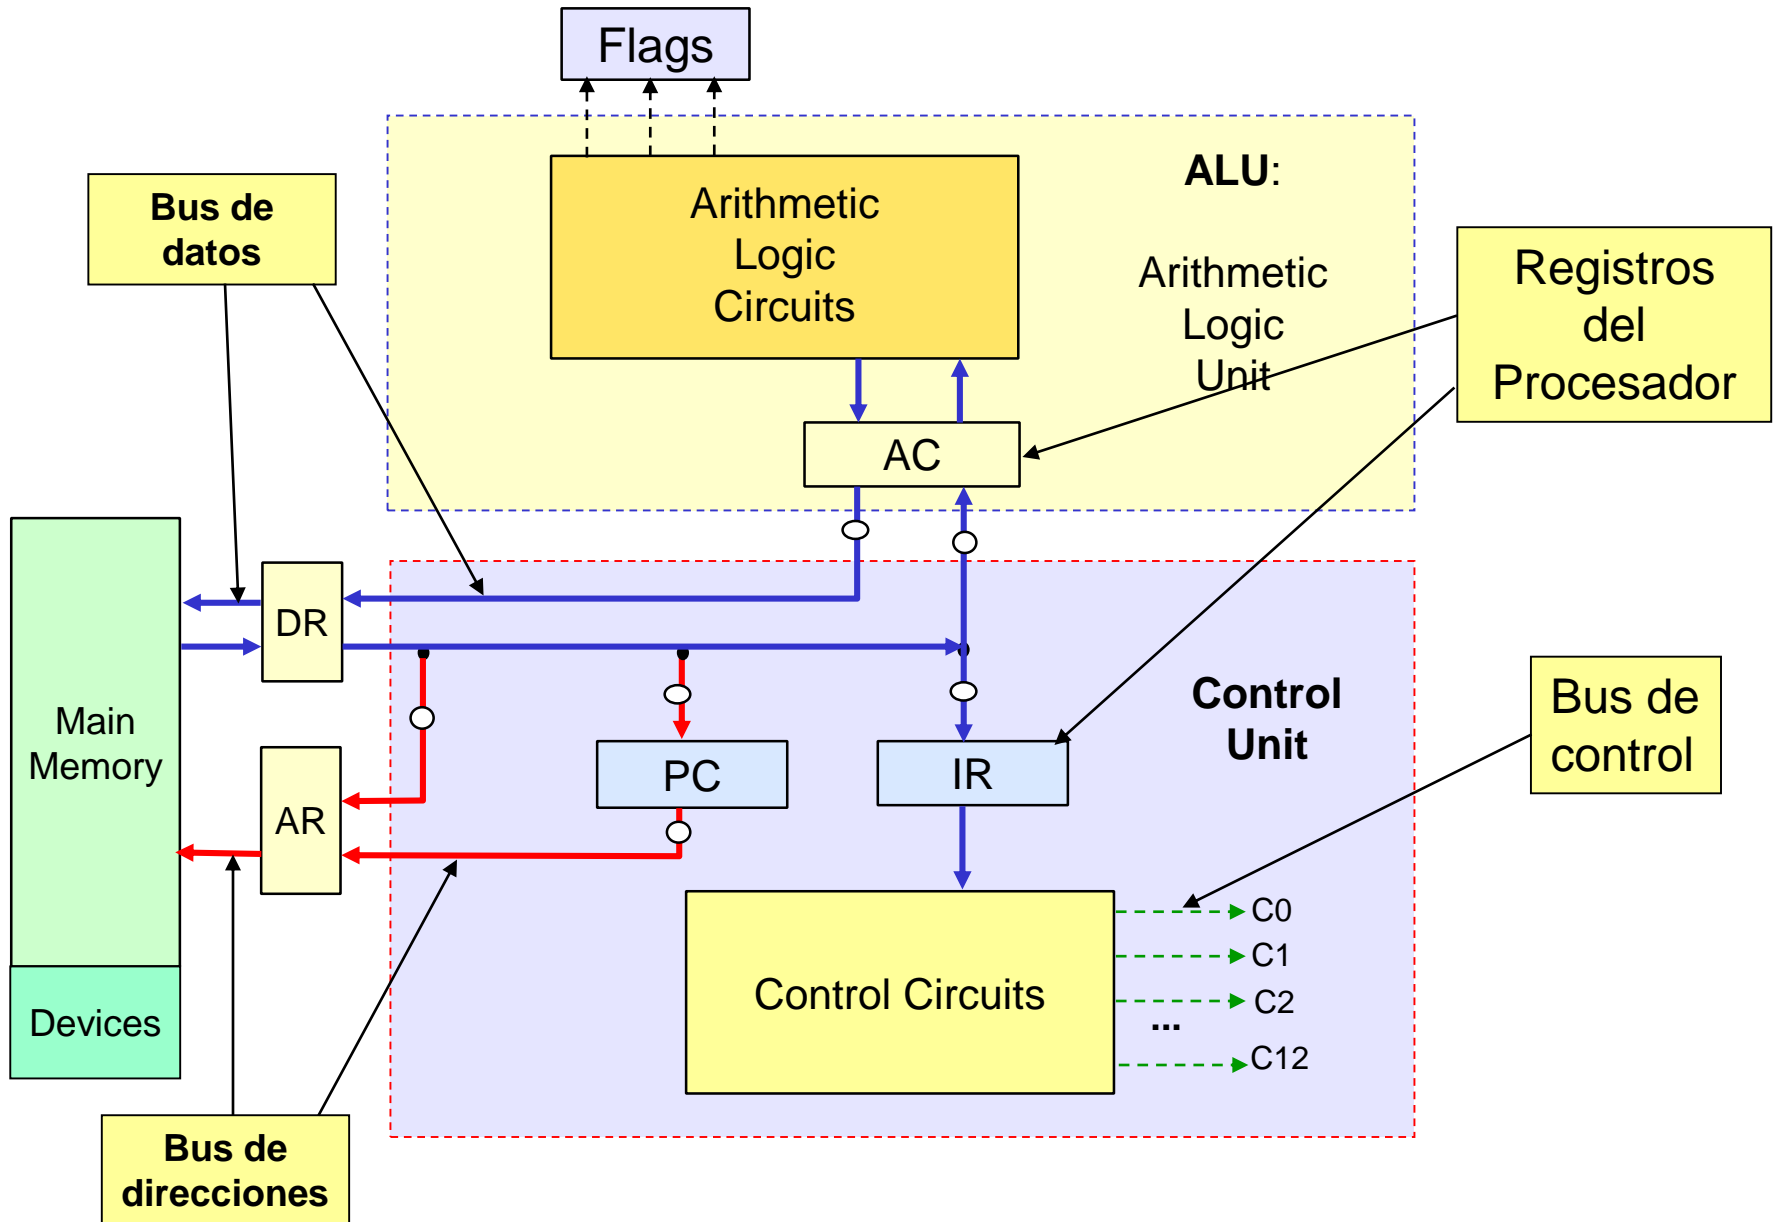 Flags
Arithmetic
Logic
Circuits
ALU:
Arithmetic
Logic
Unit
Bus de
datos
Registros
del
Procesador
AC
DR
Main
Memory
AR
PC
IR
Control
Unit
Bus de
control
Control Circuits
C0
C1
C2
...
C12
Devices
Bus de
direcciones